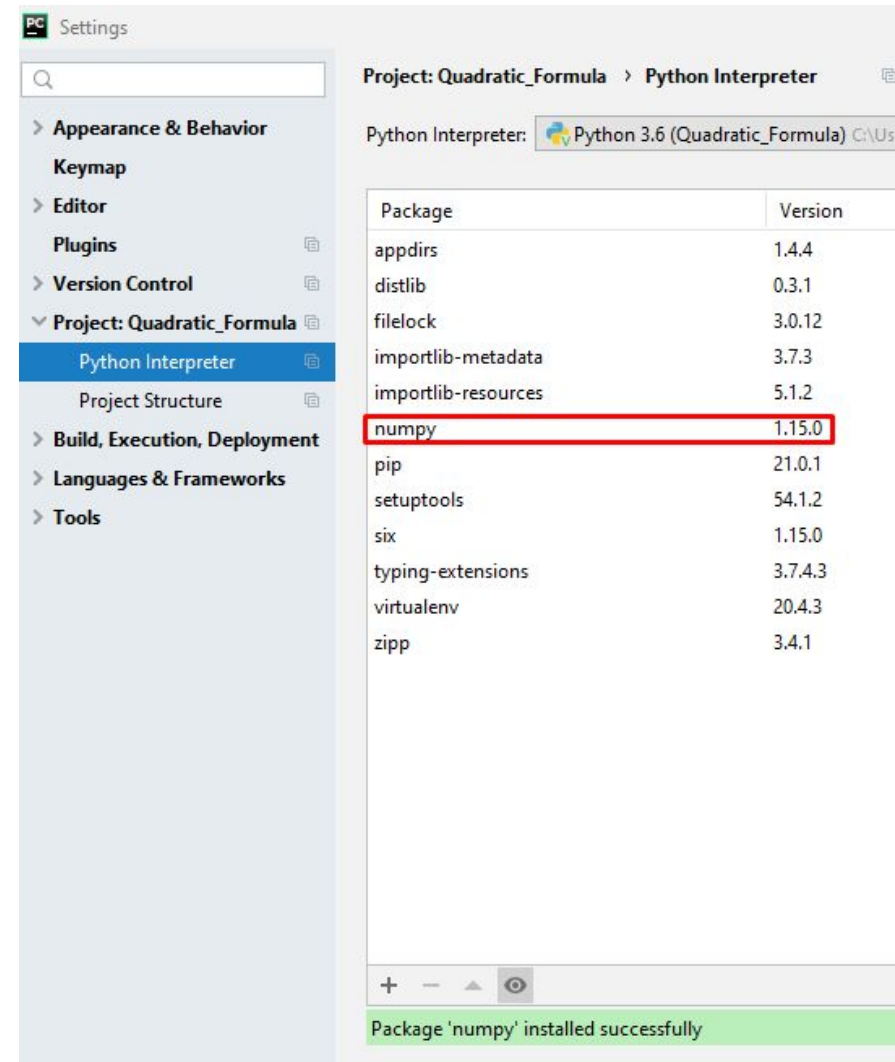 PC Settings
Project: Quadratic_Formula › Python Interpreter
Python Interpreter: Python 3.6 (Quadratic_Formula) C:\Us
Appearance & Behavior
Keymap
Editor
Plugins
Version Control
Project: Quadratic_Formula
Python Interpreter
Project Structure
Build, Execution, Deployment
Languages & Frameworks
Tools
Package Version
appdirs 1.4.4
distlib 0.3.1
filelock 3.0.12
importlib-metadata 3.7.3
importlib-resources 5.1.2
numpy 1.15.0
pip 21.0.1
setuptools 54.1.2
six 1.15.0
typing-extensions 3.7.4.3
virtualenv 20.4.3
zipp 3.4.1
Package 'numpy' installed successfully